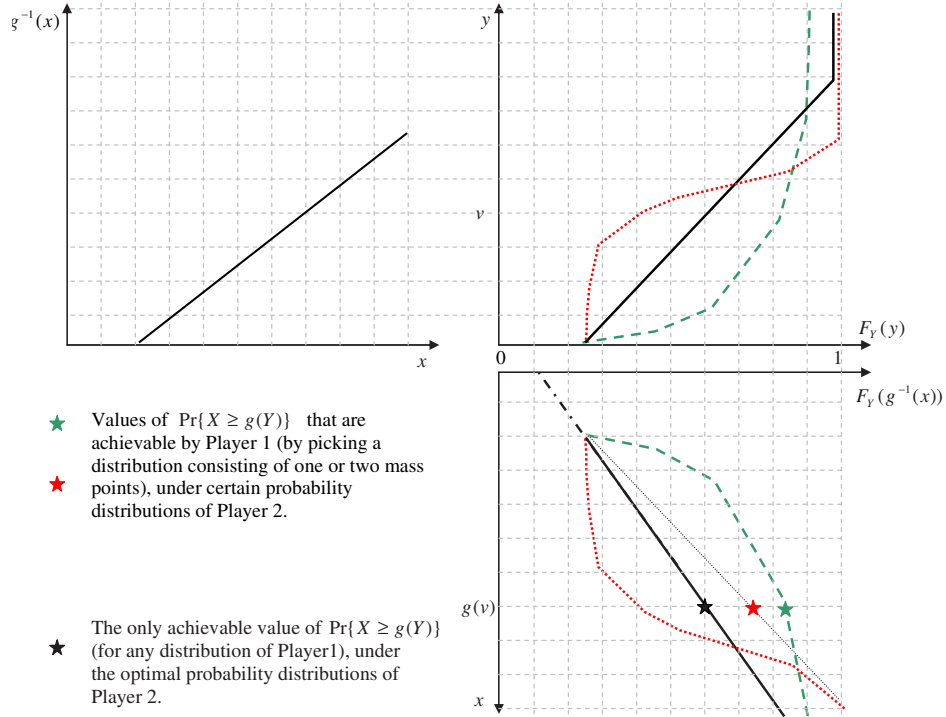 g⁻¹(x)
x
y
v
0
1
F_Y(y)
F_Y(g⁻¹(x))
g(v)
x
Values of Pr{X ≥ g(Y)} that are
achievable by Player 1 (by picking a
distribution consisting of one or two mass
points), under certain probability
distributions of Player 2.
The only achievable value of Pr{X ≥ g(Y)}
(for any distribution of Player1), under
the optimal probability distributions of
Player 2.